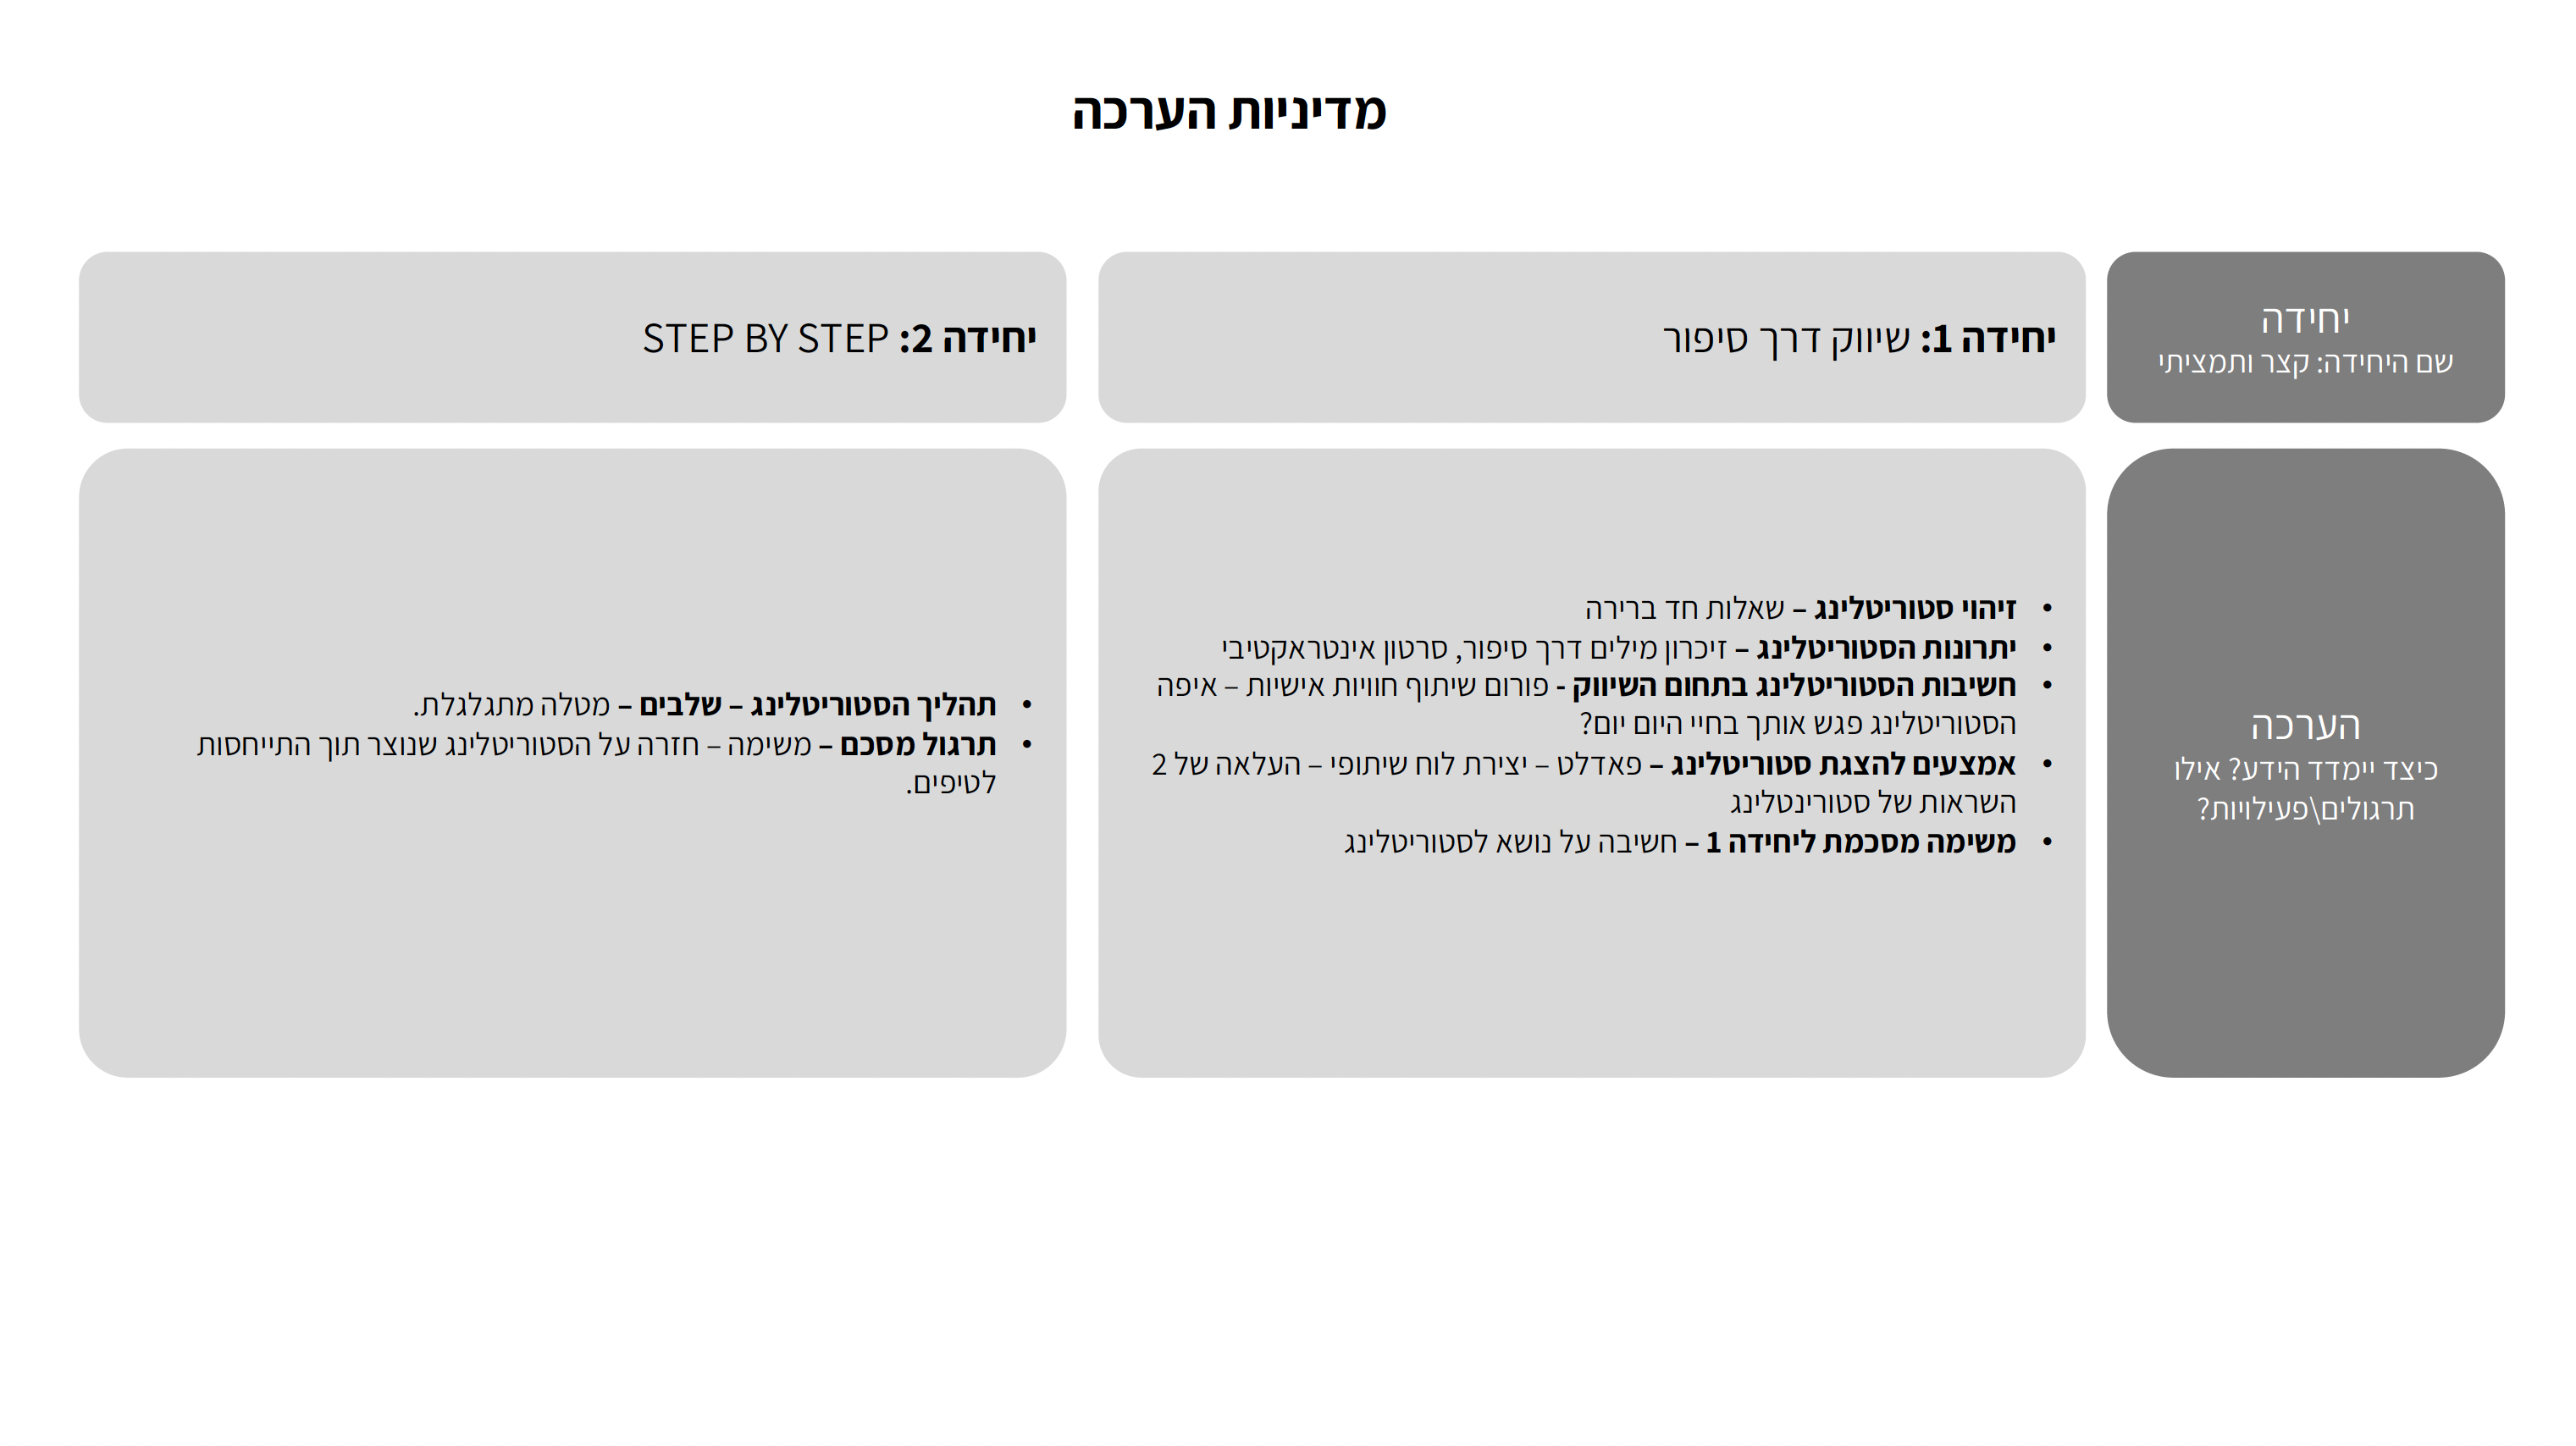 מדיניות הערכה
יחידה
שם היחידה: קצר ותמציתי
יחידה 1: שיווק דרך סיפור
יחידה 2: STEP BY STEP
הערכה
כיצד יימדד הידע? אילו
תרגולים\פעילויות?
• זיהוי סטוריטלינג – שאלות חד ברירה
• יתרונות הסטוריטלינג – זיכרון מילים דרך סיפור, סרטון אינטראקטיבי
• חשיבות הסטוריטלינג בתחום השיווק - פורום שיתוף חוויות אישיות – איפה
הסטוריטלינג פגש אותך בחיי היום יום?
• אמצעים להצגת סטוריטלינג – פאדלט – יצירת לוח שיתופי – העלאה של 2
השראות של סטורינטלינג
• משימה מסכמת ליחידה 1 – חשיבה על נושא לסטוריטלינג
• תהליך הסטוריטלינג – שלבים – מטלה מתגלגלת.
• תרגול מסכם – משימה – חזרה על הסטוריטלינג שנוצר תוך התייחסות
לטיפים.